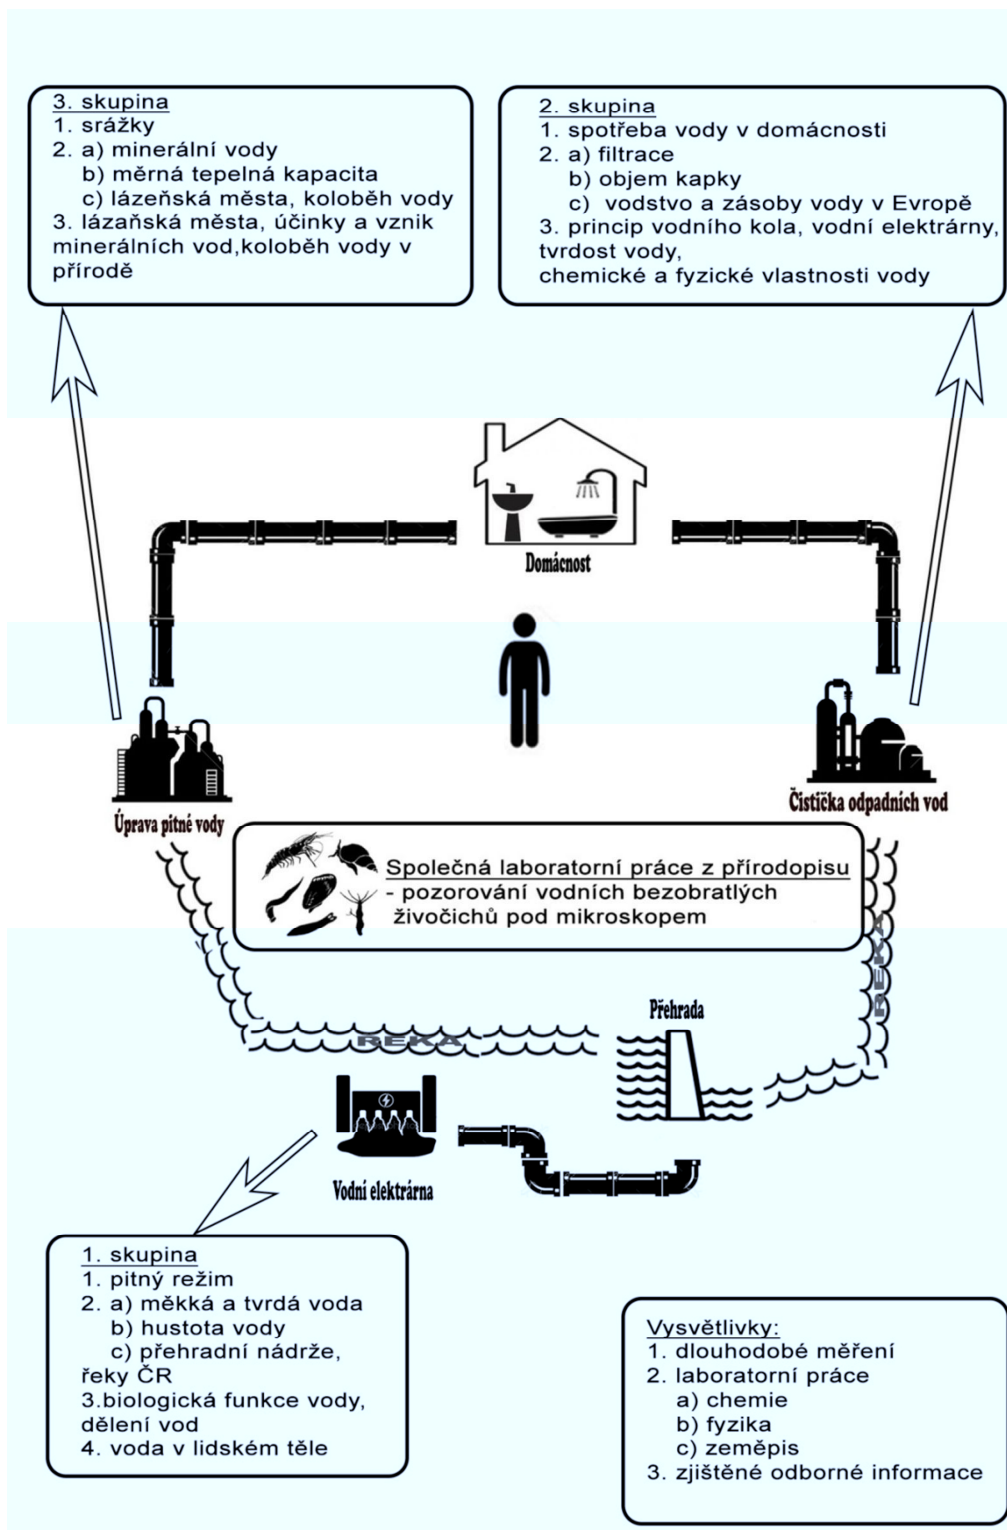 3. skupina
1. srážky
2. a) minerální vody
b) měrná tepelná kapacita
c) lázeňská města, koloběh vody
3. lázaňská města, účinky a vznik
minerálních vod,koloběh vody v
přírodě
2. skupina
1. spotřeba vody v domácnosti
2. a) filtrace
b) objem kapky
c) vodstvo a zásoby vody v Evropě
3. princip vodního kola, vodní elektrárny,
tvrdost vody,
chemické a fyzické vlastnosti vody
Domácnost
Úprava pitné vody
Čistička odpadních vod
Společná laboratorní práce z přírodopisu
- pozorování vodních bezobratlých
živočichů pod mikroskopem
REKA
Přehrada
REKA
Vodní elektrárna
1. skupina
1. pitný režim
2. a) měkká a tvrdá voda
b) hustota vody
c) přehradní nádrže,
řeky ČR
3.biologická funkce vody,
dělení vod
4. voda v lidském těle
Vysvětlivky:
1. dlouhodobé měření
2. laboratorní práce
a) chemie
b) fyzika
c) zeměpis
3. zjištěné odborné informace